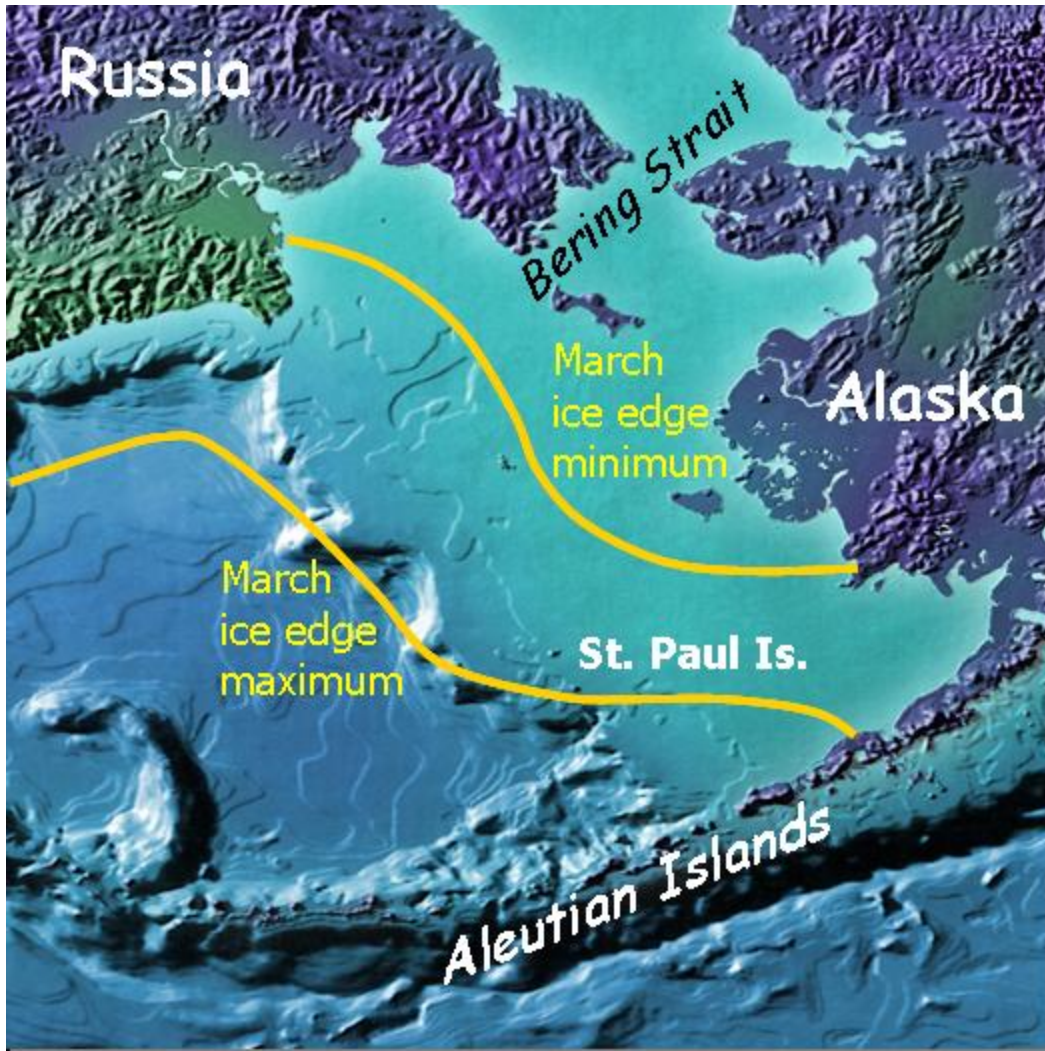 Russia
Bering Strait
March
ice edge
minimum
Alaska
March
ice edge
maximum
St. Paul Is.
Aleutian Islands